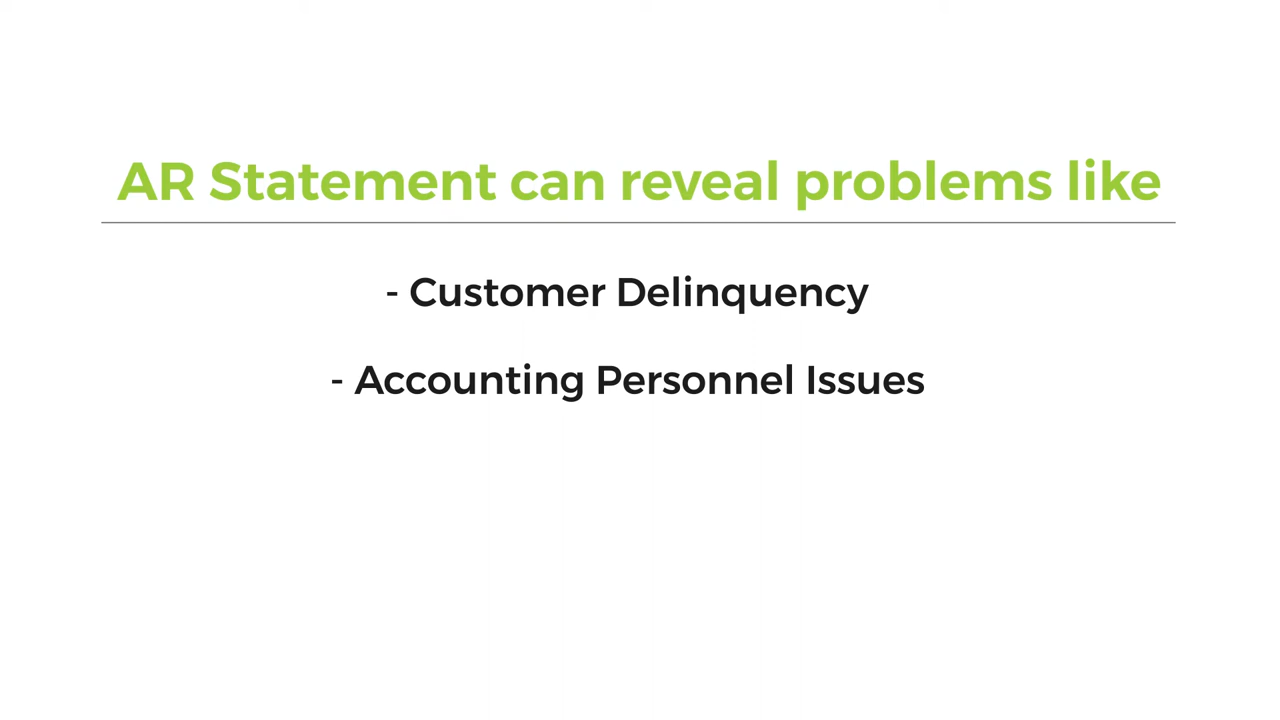 AR Statement can reveal problems like
- Customer Delinquency
- Accounting Personnel Issues